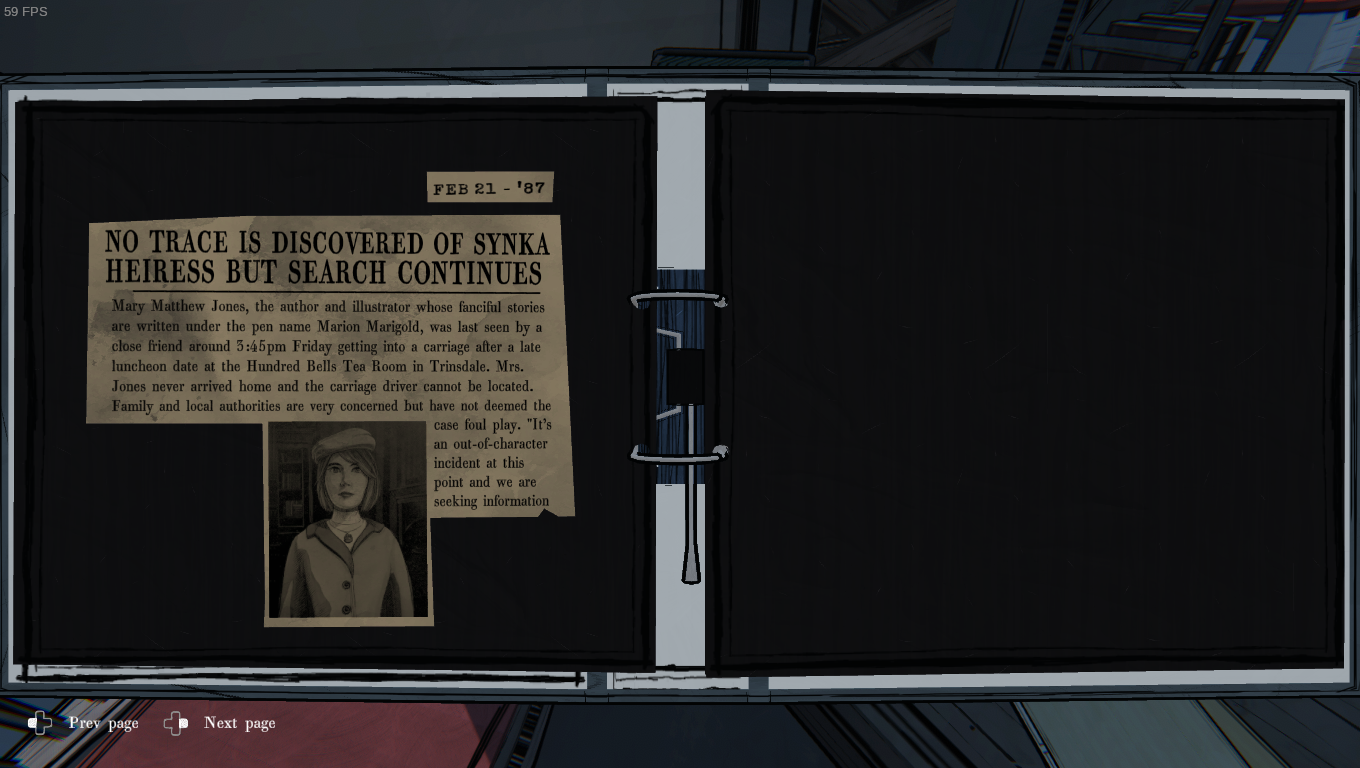 59 FPS
FEB 21 - '87
NO TRACE IS DISCOVERED OF SYNKA
HEIRESS BUT SEARCH CONTINUES
Mary Matthew Jones, the author and illustrator whose fanciful stories
are written under the pen name Marion Marigold, was last seen by a
close friend around 3:45pm Friday getting into a carriage after a late
luncheon date at the Hundred Bells Tea Room in Trinsdale. Mrs.
Jones never arrived home and the carriage driver cannot be located.
Family and local authorities are very concerned but have not deemed the
case foul play. "It's
an out-of-character
incident at this
point and we are
seeking information
Prev page
Next page